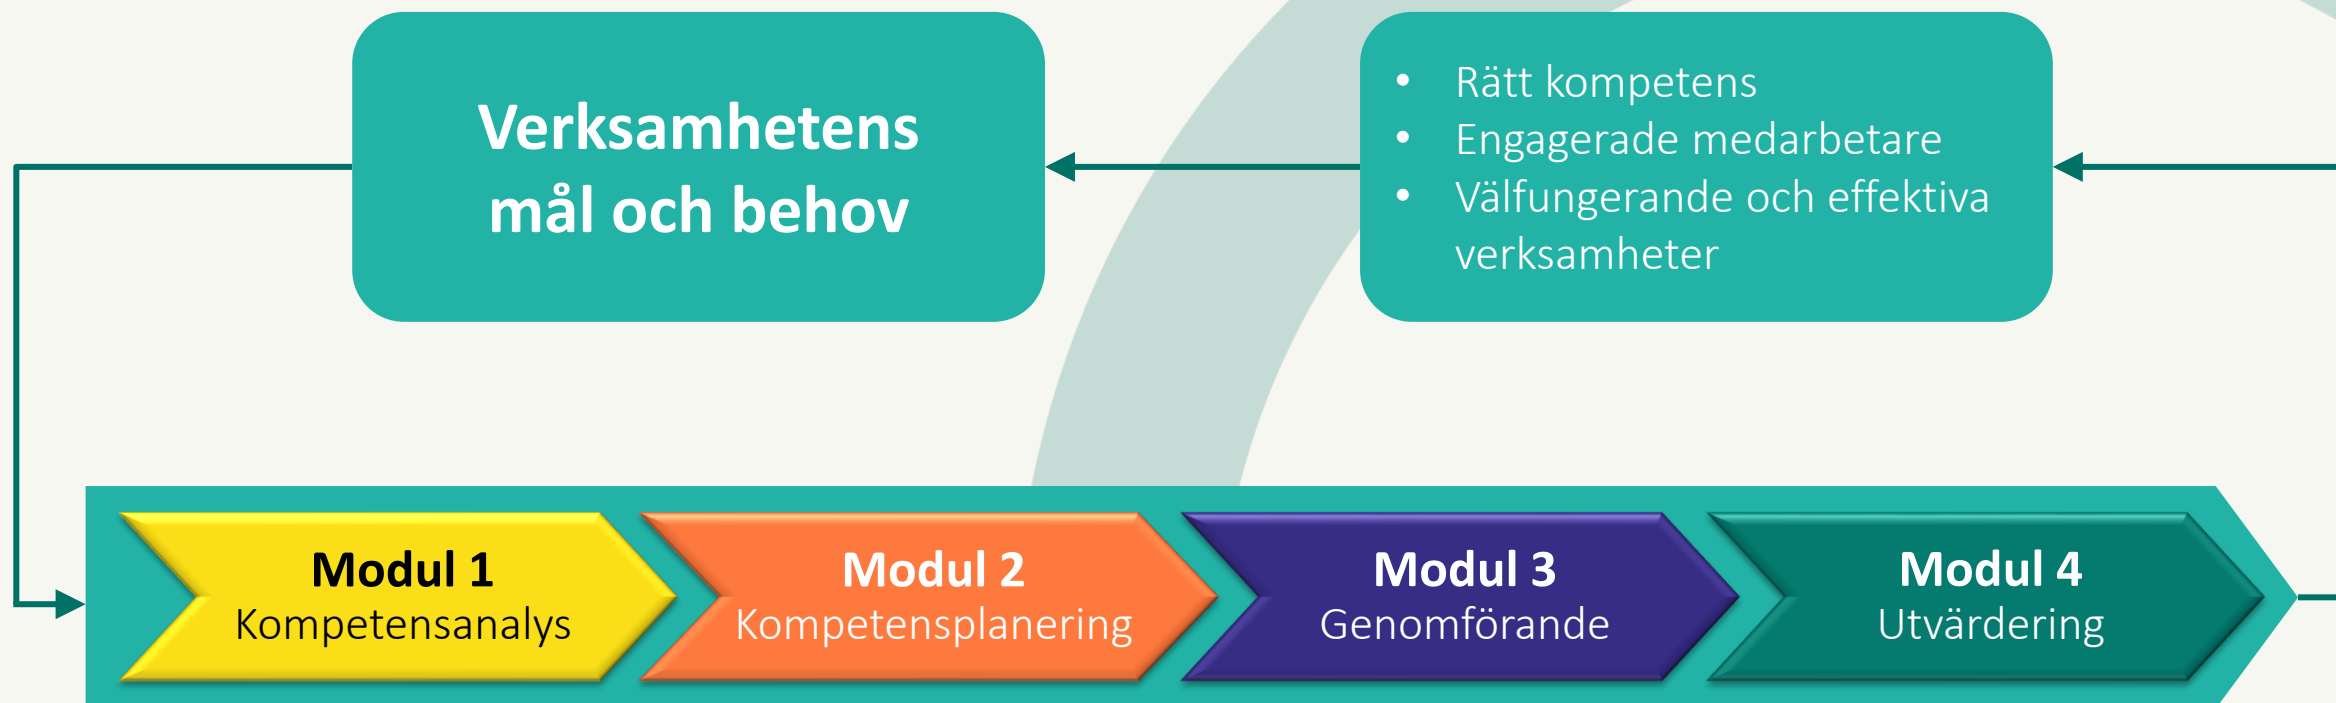 Verksamhetens
mål och behov
• Rätt kompetens
• Engagerade medarbetare
• Välfungerande och effektiva
verksamheter
Modul 1
Kompetensanalys
Modul 2
Kompetensplanering
Modul 3
Genomförande
Modul 4
Utvärdering